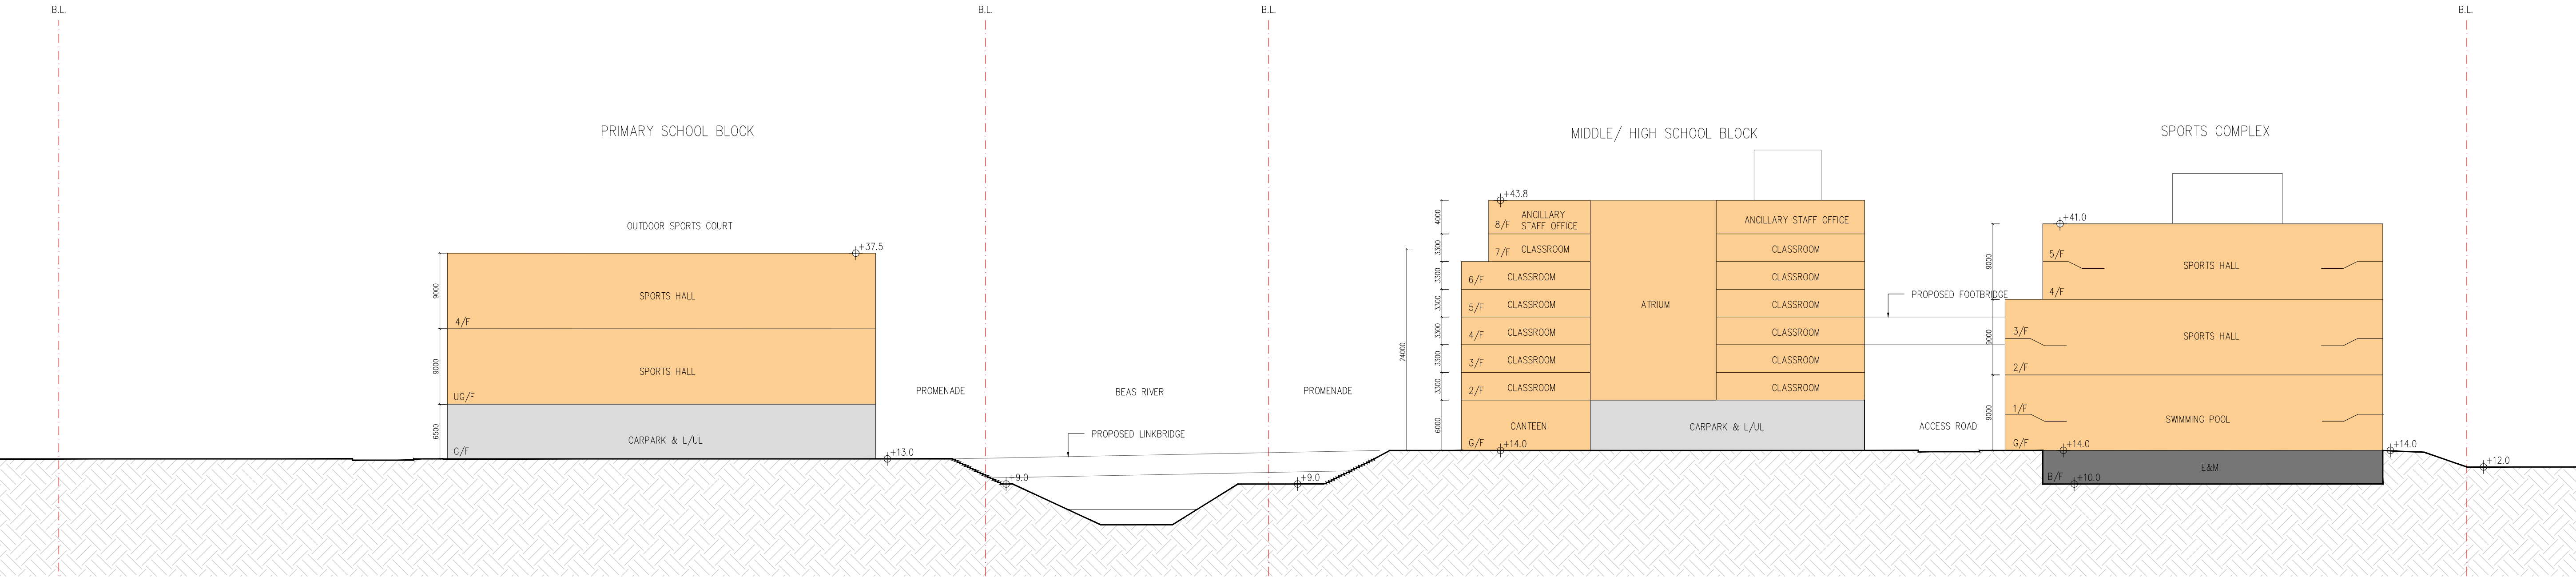 B.L.
B.L.
B.L.
B.L.
PRIMARY SCHOOL BLOCK
MIDDLE/ HIGH SCHOOL BLOCK
SPORTS COMPLEX
OUTDOOR SPORTS COURT
+37.5
9000
SPORTS HALL
4/F
9000
SPORTS HALL
UG/F
6500
CARPARK & L/UL
G/F
+13.0
PROMENADE
+9.0
BEAS RIVER
PROPOSED LINKBRIDGE
PROMENADE
+9.0
24000
+43.8
4000
8/F
ANCILLARY
STAFF OFFICE
ANCILLARY STAFF OFFICE
3300
7/F
CLASSROOM
CLASSROOM
3300
6/F
CLASSROOM
CLASSROOM
3300
5/F
CLASSROOM
ATRIUM
CLASSROOM
3300
4/F
CLASSROOM
CLASSROOM
3300
3/F
CLASSROOM
CLASSROOM
3300
2/F
CLASSROOM
CLASSROOM
6000
CANTEEN
CARPARK & L/UL
G/F
+14.0
PROPOSED FOOTBRIDGE
ACCESS ROAD
+41.0
9000
5/F
SPORTS HALL
4/F
9000
3/F
SPORTS HALL
2/F
9000
1/F
SWIMMING POOL
G/F
+14.0
+14.0
E&M
B/F
+10.0
+12.0